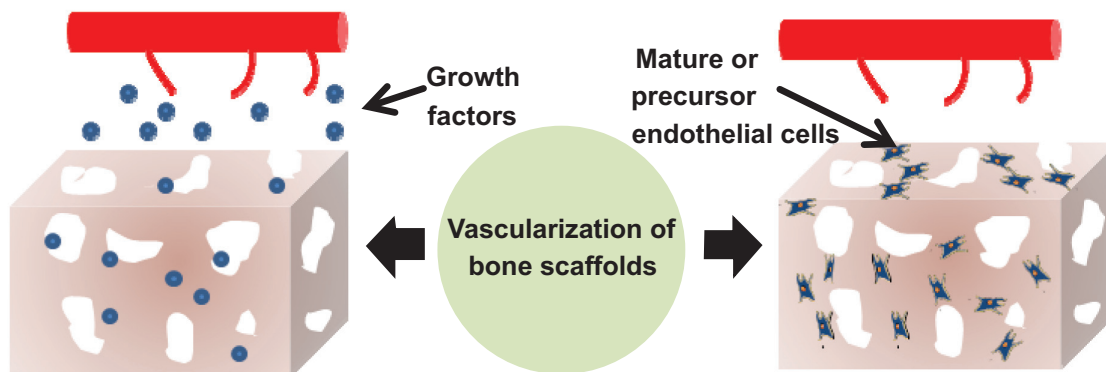 Growth
factors
Mature or
precursor
endothelial cells
Vascularization of
bone scaffolds